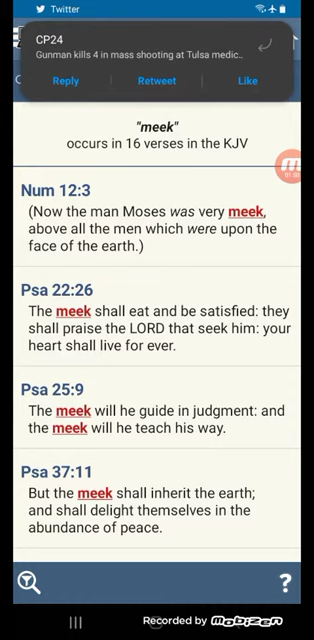 Twitter
CP24
Gunman kills 4 in mass shooting at Tulsa medic..
Reply Retweet Like
"meek"
occurs in 16 verses in the KJV
Num 12:3
(Now the man Moses was very meek,
above all the men which were upon the
face of the earth.)
Psa 22:26
The meek shall eat and be satisfied: they
shall praise the LORD that seek him: your
heart shall live for ever.
Psa 25:9
The meek will he guide in judgment: and
the meek will he teach his way.
Psa 37:11
But the meek shall inherit the earth;
and shall delight themselves in the
abundance of peace.
?
Recorded by mobizen